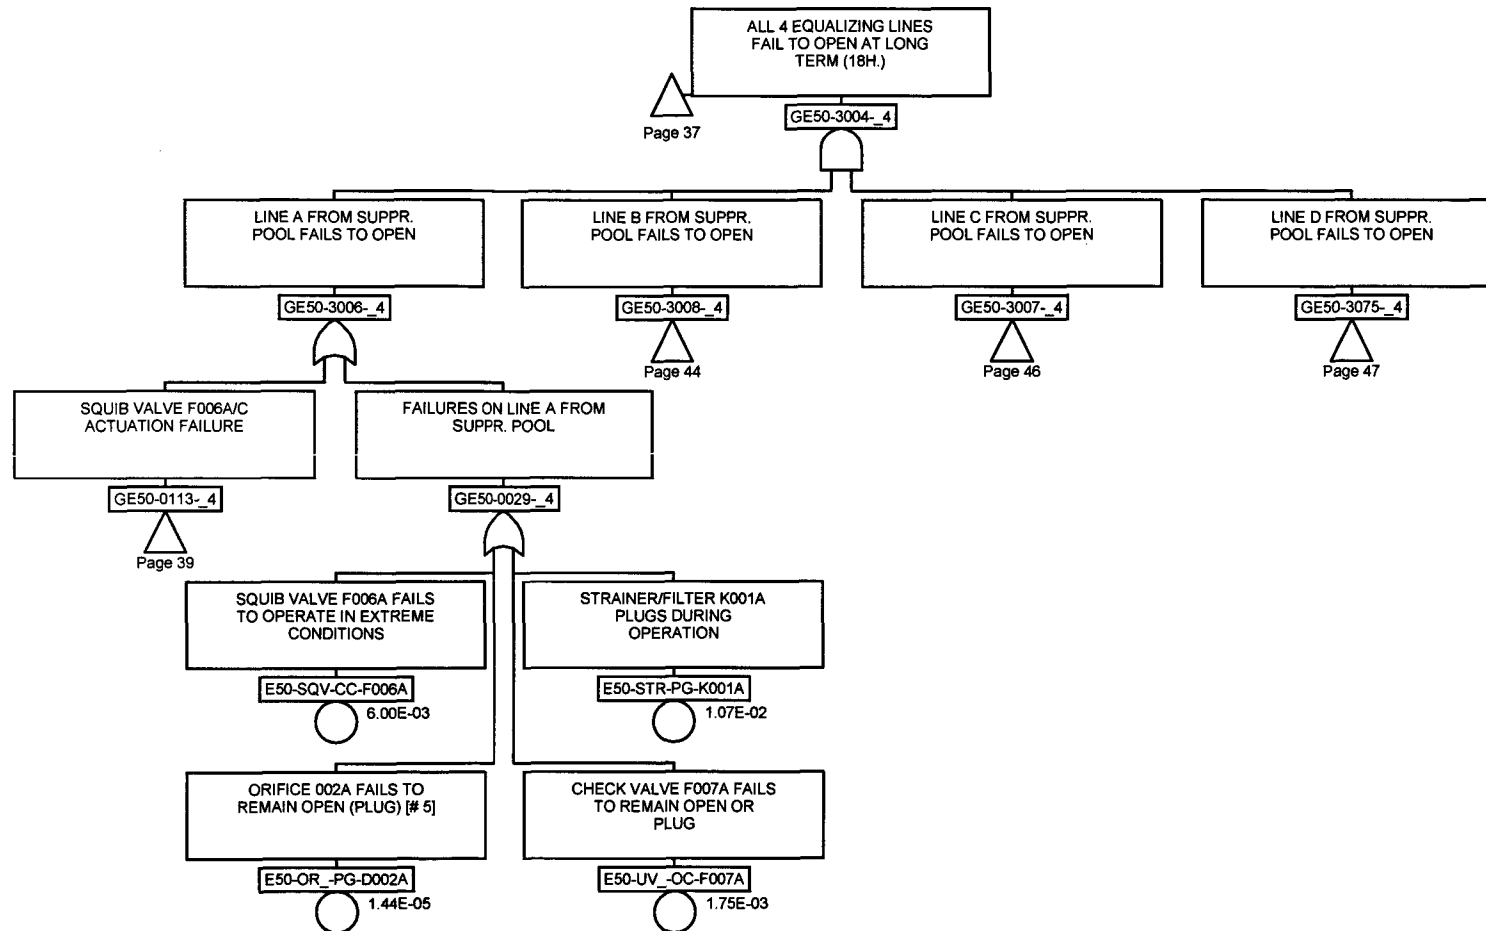 ALL 4 EQUALIZING LINES
FAIL TO OPEN AT LONG
TERM (18H.)
Page 37
GE50-3004-_4
LINE A FROM SUPPR.
POOL FAILS TO OPEN
LINE B FROM SUPPR.
POOL FAILS TO OPEN
LINE C FROM SUPPR.
POOL FAILS TO OPEN
LINE D FROM SUPPR.
POOL FAILS TO OPEN
GE50-3006-_4
GE50-3008-_4
GE50-3007-_4
GE50-3075-_4
Page 44
Page 46
Page 47
SQUIB VALVE F006A/C
ACTUATION FAILURE
FAILURES ON LINE A FROM
SUPPR. POOL
GE50-0113-_4
GE50-0029-_4
Page 39
SQUIB VALVE F006A FAILS
TO OPERATE IN EXTREME
CONDITIONS
STRAINER/FILTER K001A
PLUGS DURING
OPERATION
E50-SQV-CC-F006A
6.00E-03
E50-STR-PG-K001A
1.07E-02
ORIFICE 002A FAILS TO
REMAIN OPEN (PLUG) [# 5]
CHECK VALVE F007A FAILS
TO REMAIN OPEN OR
PLUG
E50-OR_-PG-D002A
1.44E-05
E50-UV_-OC-F007A
1.75E-03